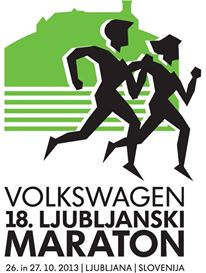 VOLKSWAGEN
18. LJUBLJANSKI
MARATON
26. in 27. 10. 2013 | LJUBLJANA | SLOVENIJA